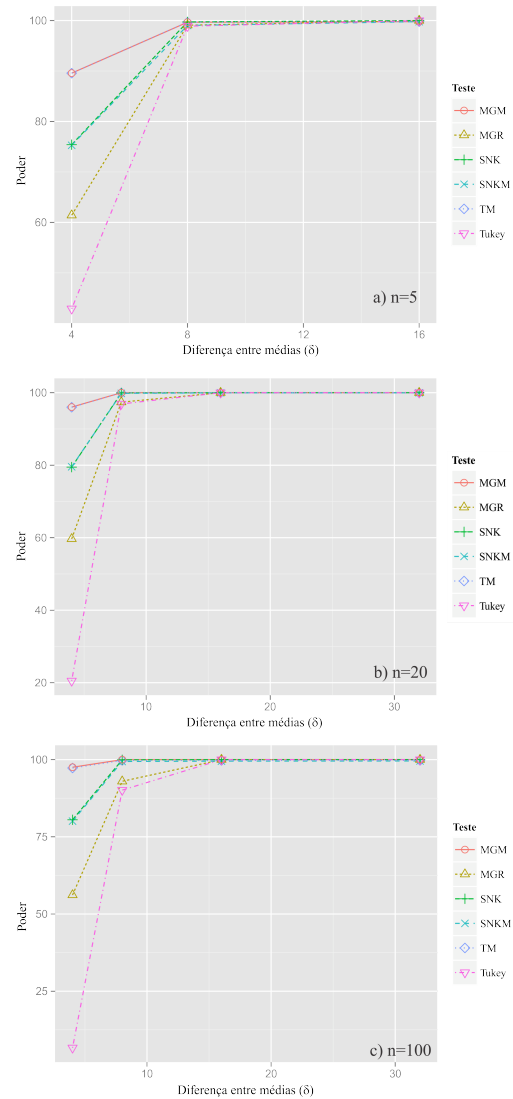 Poder
80
60
4
8
12
16
Diferença entre médias (δ)
a) n=5
Teste
MGM
MGR
SNK
SNKM
TM
Tukey
Poder
100
80
60
40
20
10
20
30
Diferença entre médias (δ)
b) n=20
Teste
MGM
MGR
SNK
SNKM
TM
Tukey
Poder
100
75
50
25
10
20
30
Diferença entre médias (δ)
c) n=100
Teste
MGM
MGR
SNK
SNKM
TM
Tukey